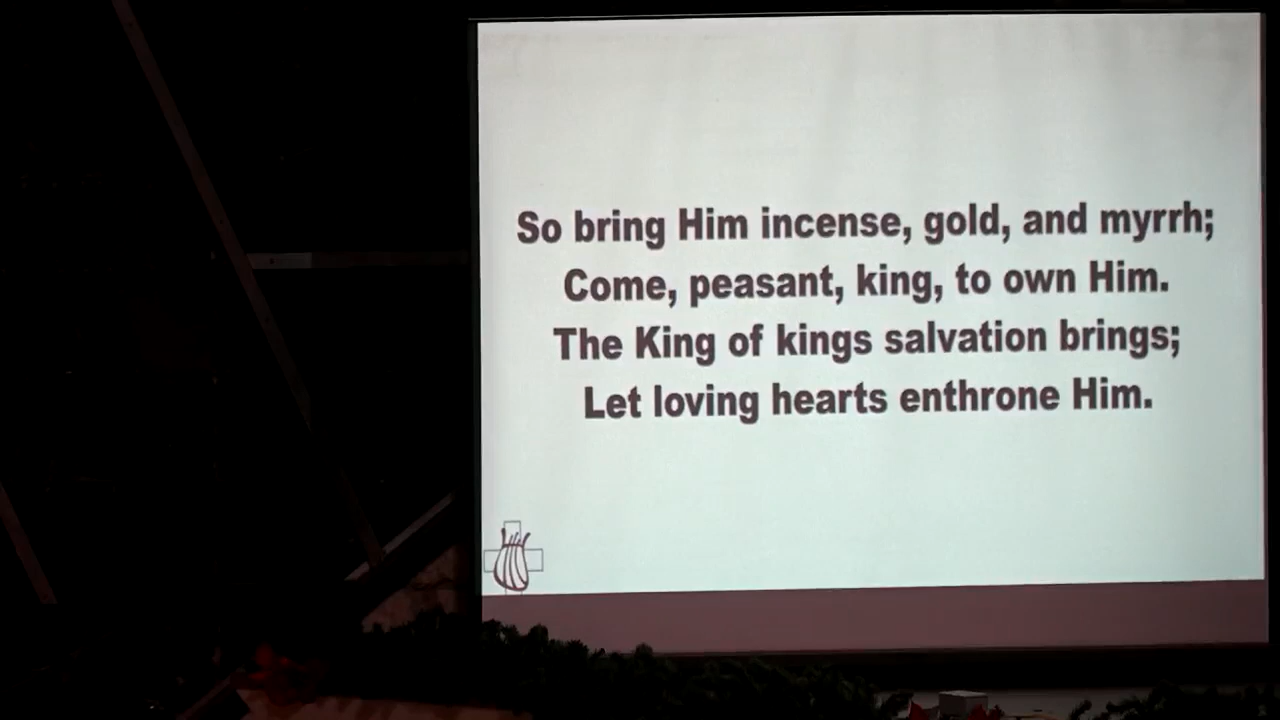 So bring Him incense, gold, and myrrh;
Come, peasant, king, to own Him.
The King of kings salvation brings;
Let loving hearts enthrone Him.